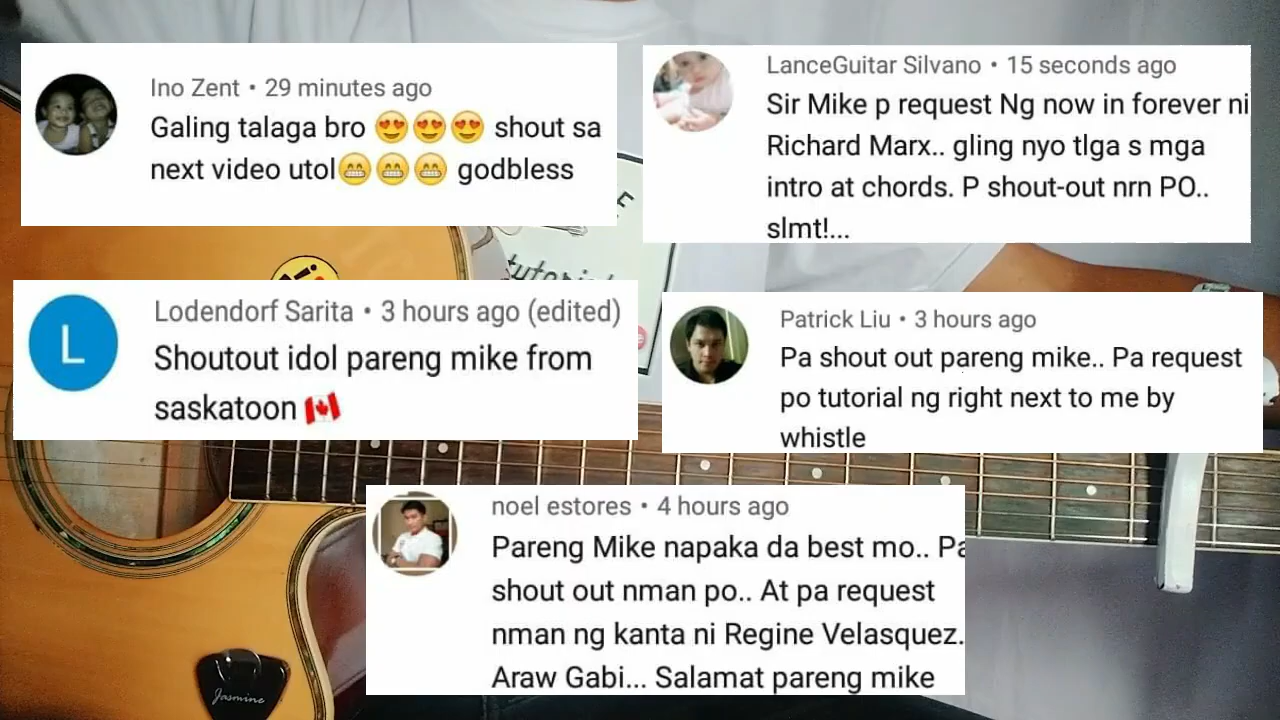 Ino Zent • 29 minutes ago
Galing talaga bro 😍😍😍 shout sa
next video utol😁😁😁 godbless
LanceGuitar Silvano • 15 seconds ago
Sir Mike p request Ng now in forever ni
Richard Marx.. gling nyo tlga s mga
intro at chords. P shout-out nrn PO..
slmt!...
tutorial
L
Lodendorf Sarita • 3 hours ago (edited)
Shoutout idol pareng mike from
saskatoon 🇨🇦
Patrick Liu • 3 hours ago
Pa shout out pareng mike.. Pa request
po tutorial ng right next to me by
whistle
noel estores • 4 hours ago
Pareng Mike napaka da best mo.. Pa
shout out nman po.. At pa request
nman ng kanta ni Regine Velasquez.
Araw Gabi... Salamat pareng mike
Jasmine